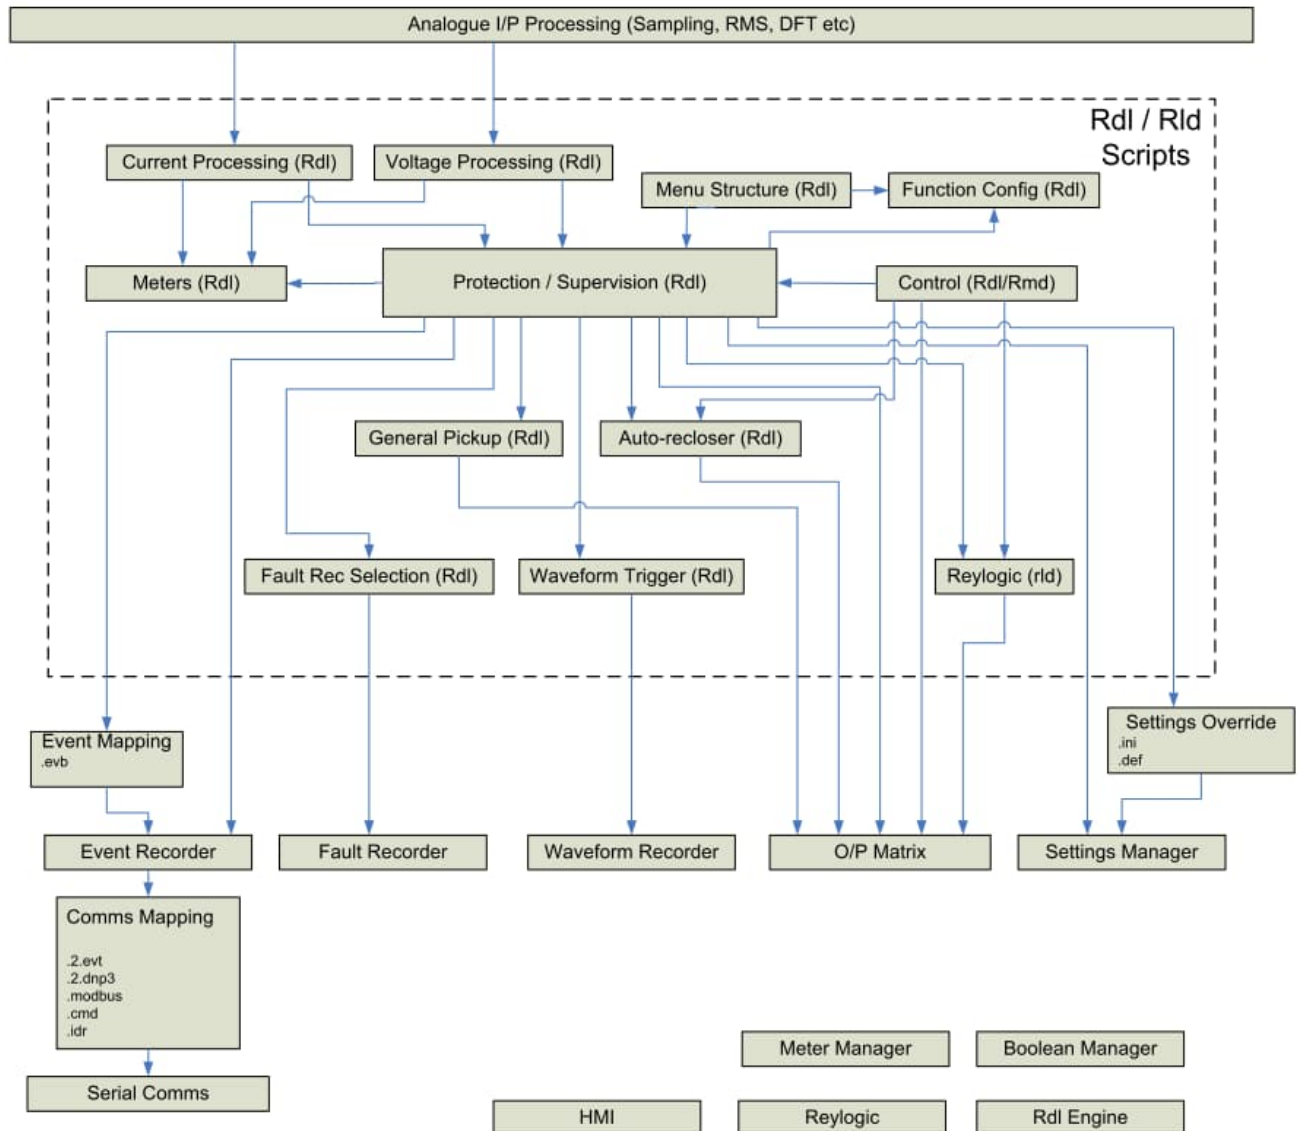 Analogue I/P Processing (Sampling, RMS, DFT etc)
Rdl / Rld
Scripts
Current Processing (Rdl)
Voltage Processing (Rdl)
Menu Structure (Rdl)
Function Config (Rdl)
Meters (Rdl)
Protection / Supervision (Rdl)
Control (Rdl/Rmd)
General Pickup (Rdl)
Auto-recloser (Rdl)
Fault Rec Selection (Rdl)
Waveform Trigger (Rdl)
Reylogic (rld)
Event Mapping
.evb
Settings Override
.ini
.def
Event Recorder
Fault Recorder
Waveform Recorder
O/P Matrix
Settings Manager
Comms Mapping
.2.evt
.2.dnp3
.modbus
.cmd
.idr
Serial Comms
Meter Manager
Boolean Manager
HMI
Reylogic
Rdl Engine